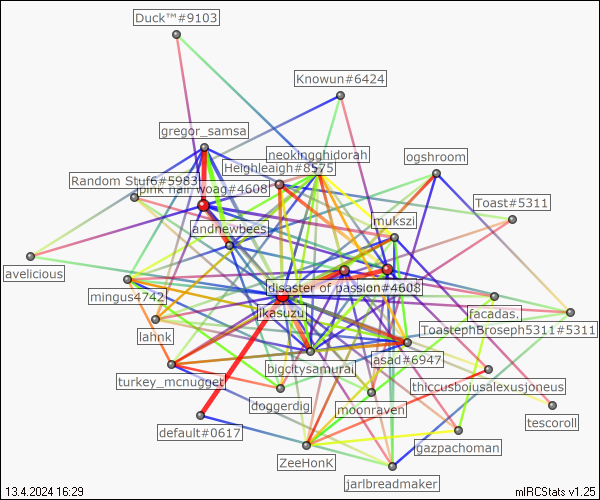 Duck™#9103
Knowun#6424
gregor_samsa
neokingghidorah
ogshroom
Heighleaigh#8575
Random Stuf6#5983
pink hair woag#4608
Toast#5311
mukszi
andnewbees
avelicious
disaster of passion#4608
mingus4742
jikasuzu
facadas.
lahnk
ToastephBroseph5311#5311
bigcitysamurai
asad#6947
turkey_mcnugget
thiccusboiusalexusjoneus
doggerdig
moonraven
tescoroll
default#0617
gazpachoman
ZeeHonK
jarlbreadmaker
13.4.2024 16:29
mIRCStats v1.25